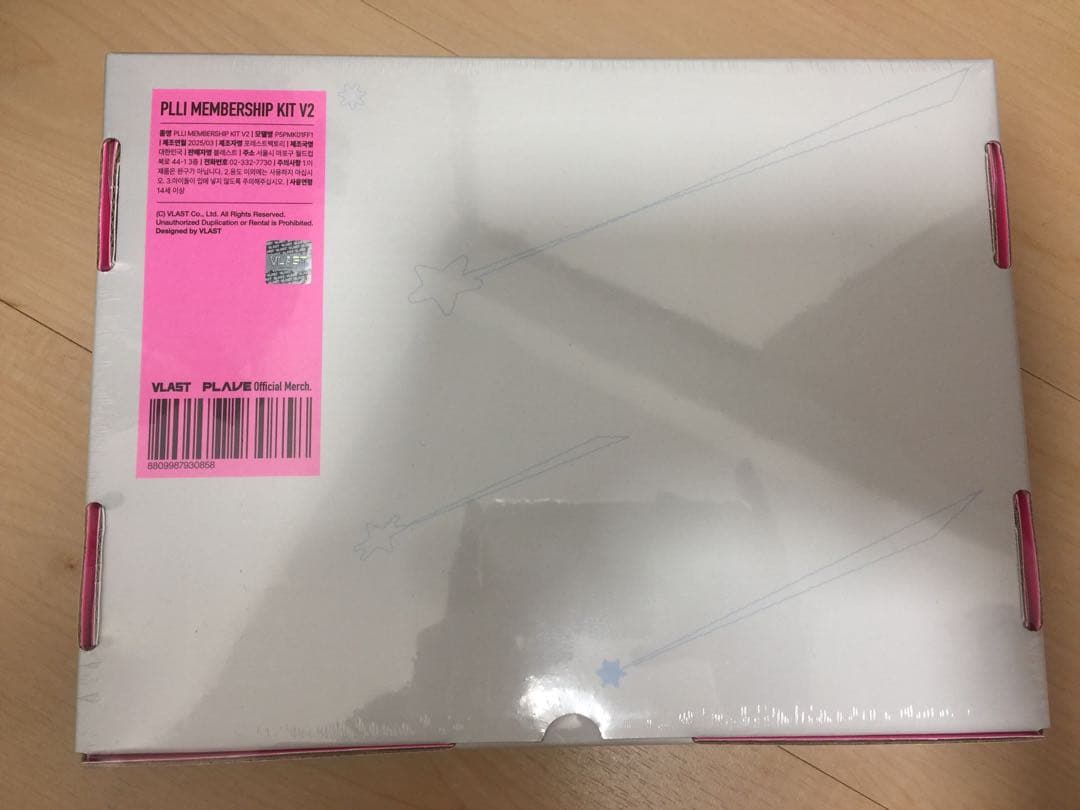 PLLI MEMBERSHIP KIT V2
품명 PLLI MEMBERSHIP KIT V2 | 모델명 P5PMK01FF1
| 제조연월 2025/03 | 제조자명 포레스트팩토리 | 제조국명
대한민국 | 판매자명 블래스트 | 주소 서울시 마포구 월드컵
북로 44-1 3층 | 전화번호 02-332-7730 | 주의사항 1.이
제품은 완구가 아닙니다. 2.용도 이외에는 사용하지 마십시
오. 3.아이들이 입에 넣지 않도록 주의해주십시오. | 사용연령
14세 이상
(C) VLAST Co., Ltd. All Rights Reserved.
Unauthorized Duplication or Rental is Prohibited.
Designed by VLAST
VLAST
VLAST PLAVE Official Merch.
8809987930858